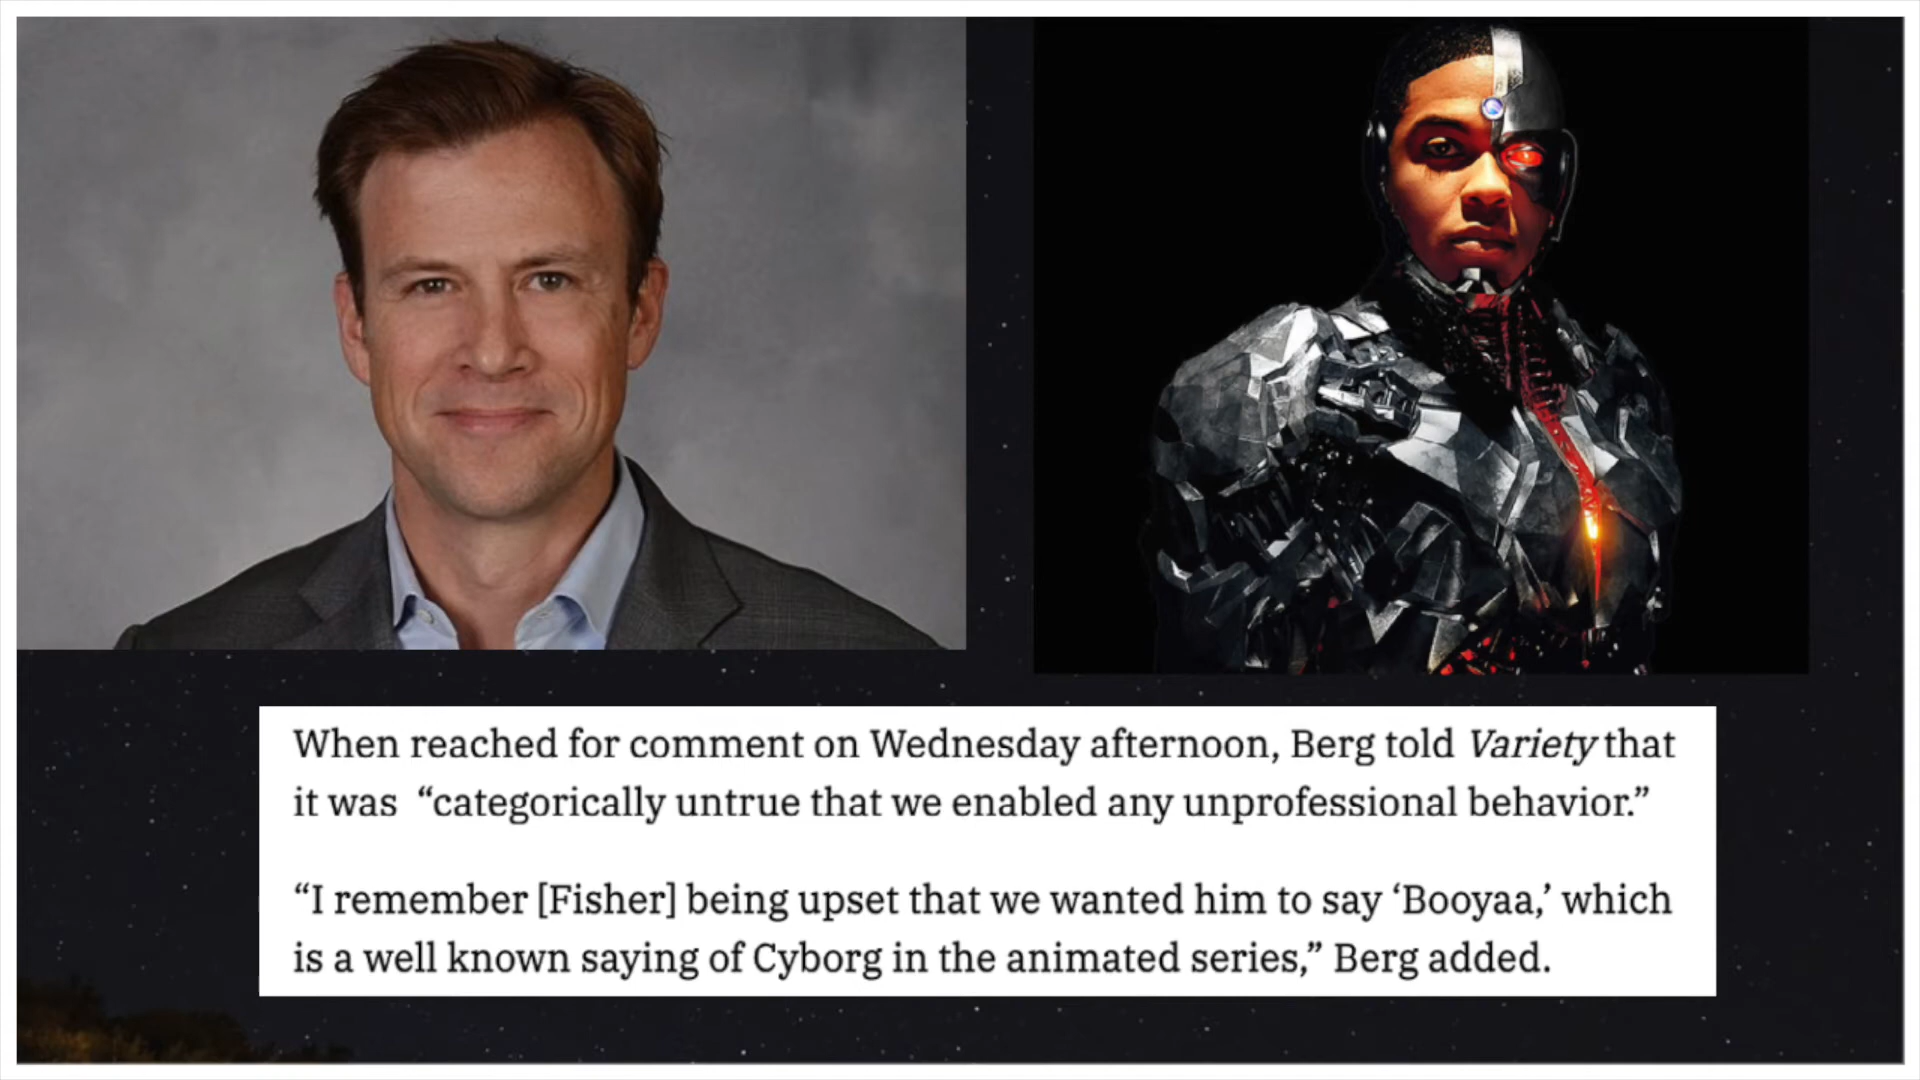 When reached for comment on Wednesday afternoon, Berg told Variety that
it was  “categorically untrue that we enabled any unprofessional behavior.”
“I remember [Fisher] being upset that we wanted him to say ‘Booyaa,’ which
is a well known saying of Cyborg in the animated series,” Berg added.